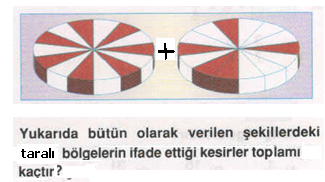 +
Yukarıda bütün olarak verilen şekillerdeki
taralı bölgelerin ifade ettiği kesirler toplamı
kaçtır?